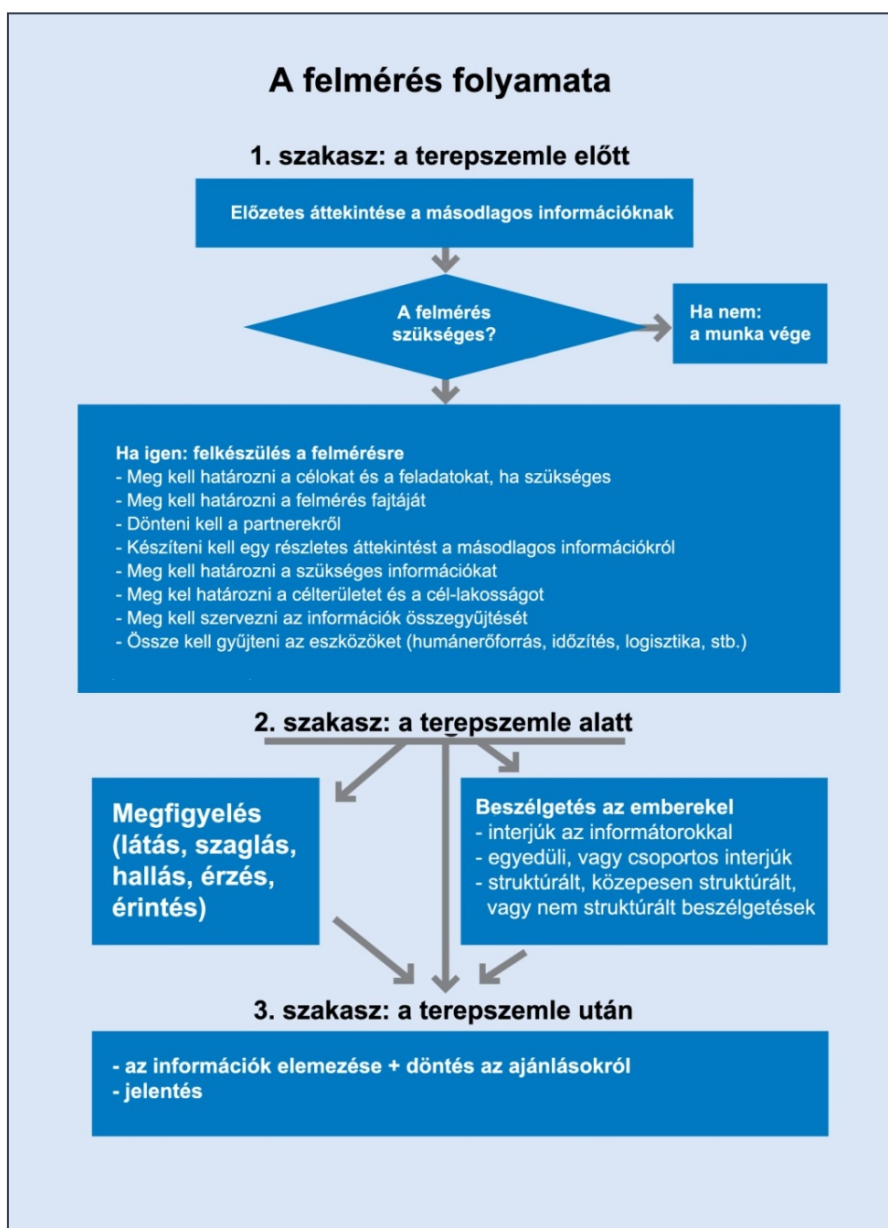 A felmérés folyamata
1. szakasz: a terepszemle előtt
Előzetes áttekintése a másodlagos információknak
A felmérés
szükséges?
Ha nem:
a munka vége
Ha igen: felkészülés a felmérésre
- Meg kell határozni a célokat és a feladatokat, ha szükséges
- Meg kell határozni a felmérés fajtáját
- Dönteni kell a partnerekről
- Készíteni kell egy részletes áttekintést a másodlagos információkról
- Meg kell határozni a szükséges információkat
- Meg kel határozni a célterületet és a cél-lakosságot
- Meg kell szervezni az információk összegyűjtését
- Össze kell gyűjteni az eszközöket (humánerőforrás, időzítés, logisztika, stb.)
2. szakasz: a terepszemle alatt
Megfigyelés
(látás, szaglás,
hallás, érzés,
érintés)
Beszélgetés az emberekel
- interjúk az informátorokkal
- egyedüli, vagy csoportos interjúk
- struktúrált, közepesen struktúrált,
vagy nem struktúrált beszélgetések
3. szakasz: a terepszemle után
- az információk elemezése + döntés az ajánlásokról
- jelentés